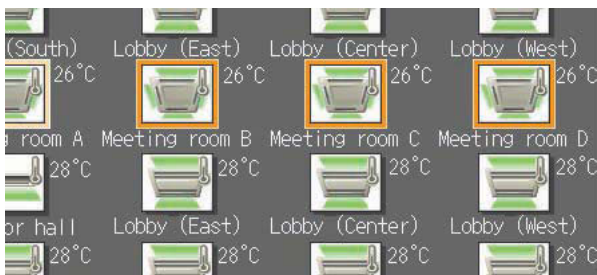 (South) Lobby (East) Lobby (Center) Lobby (West)
26°C 26°C 26°C 26°C
g room A Meeting room B Meeting room C Meeting room D
28°C 28°C 28°C 28°C
or hall Lobby (East) Lobby (Center) Lobby (West)
28°C 28°C 28°C 28°C